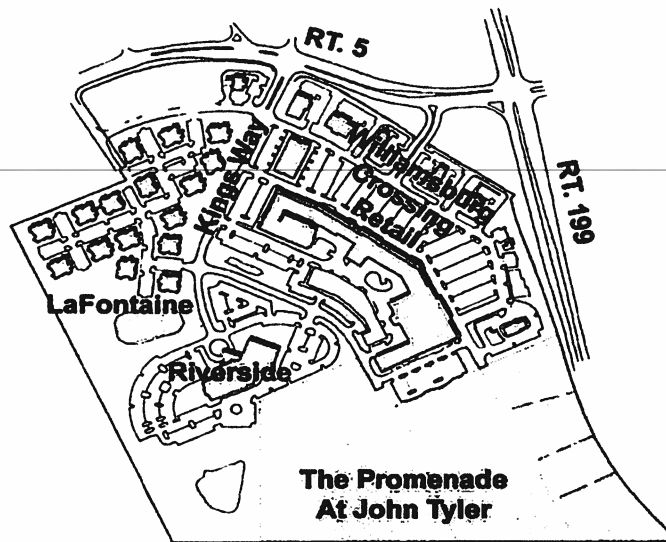 RT. 5
Kings Way
Williamsburg
Crossing
Retail
RT. 199
LaFontaine
Riverside
The Promenade
At John Tyler